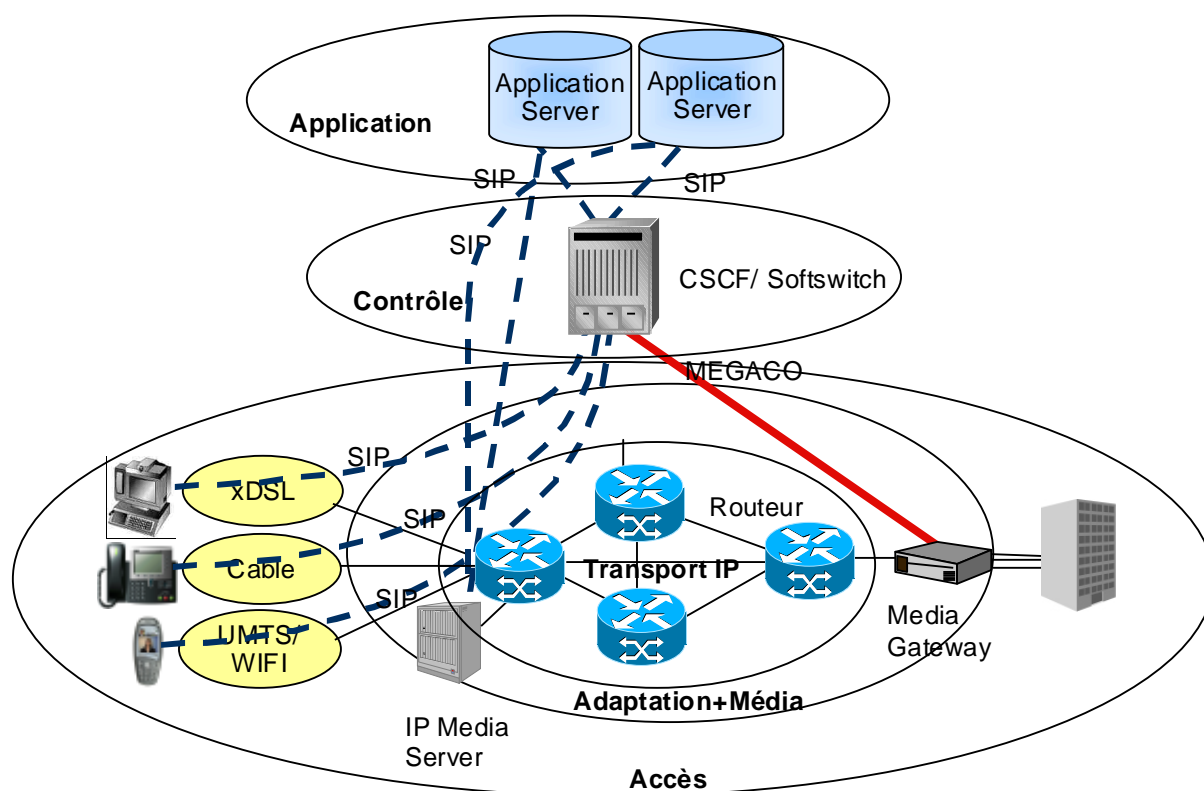 Application
Server
Application
Server
Application
SIP
SIP
SIP
CSCF/ Softswitch
Contrôle
MEGACO
SIP
xDSL
Routeur
SIP
Cable
Transport IP
SIP
UMTS/
WIFI
Media
Gateway
Adaptation+Média
IP Media
Server
Accès